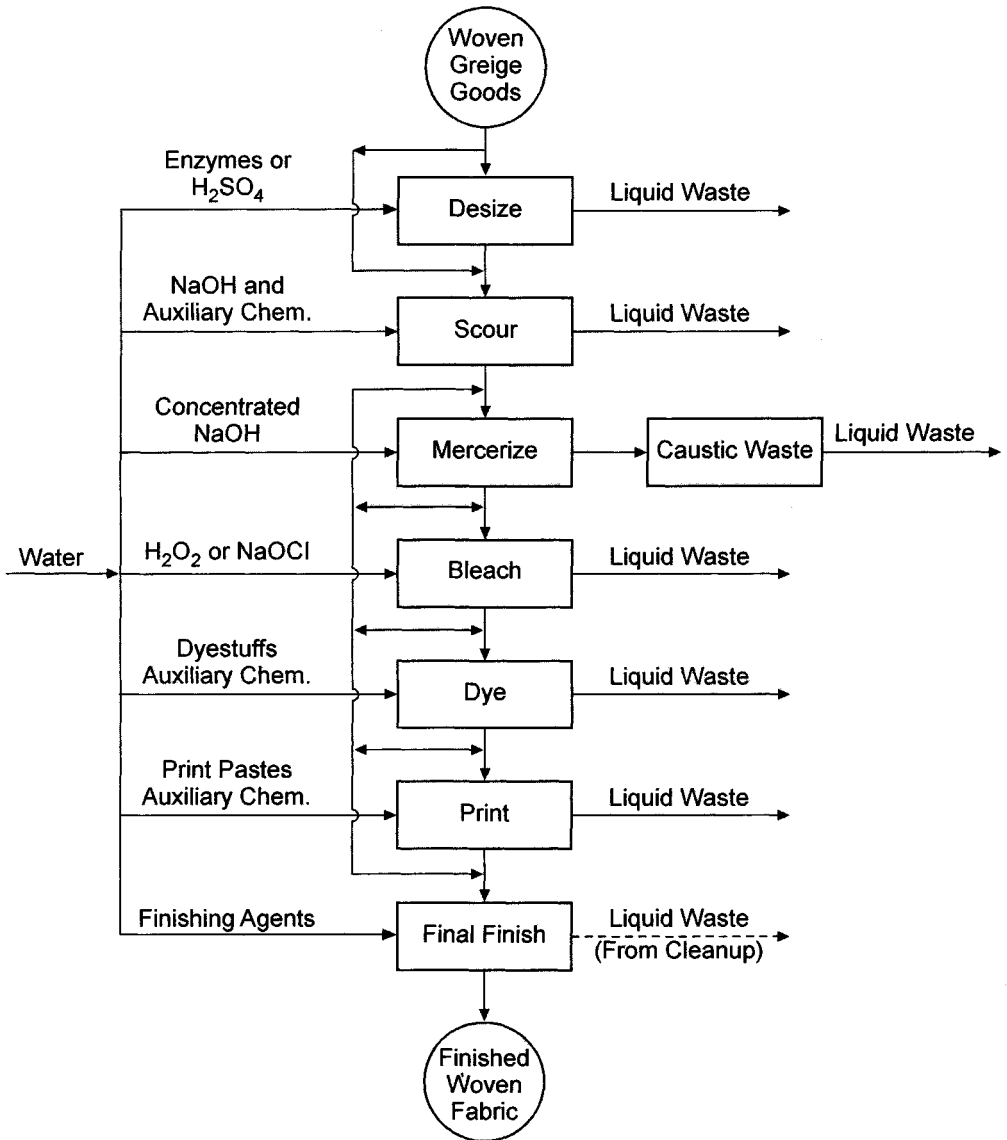 Woven
Greige
Goods
Enzymes or
H₂SO₄
Desize
Liquid Waste
NaOH and
Auxiliary Chem.
Scour
Liquid Waste
Concentrated
NaOH
Mercerize
Caustic Waste
Liquid Waste
Water
H₂O₂ or NaOCl
Bleach
Liquid Waste
Dyestuffs
Auxiliary Chem.
Dye
Liquid Waste
Print Pastes
Auxiliary Chem.
Print
Liquid Waste
Finishing Agents
Final Finish
Liquid Waste
(From Cleanup)
Finished
Woven
Fabric